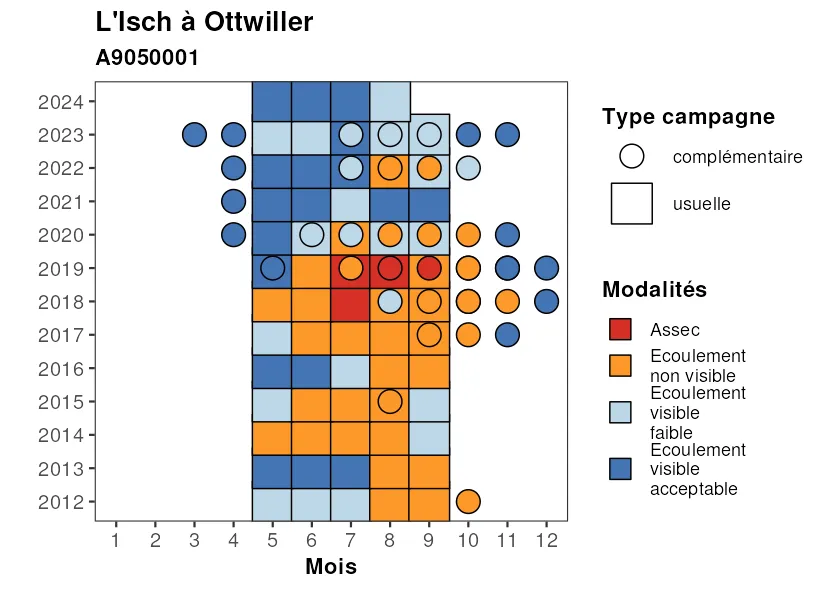 L'Isch à Ottwiller
A9050001
2024
2023
2022
2021
2020
2019
2018
2017
2016
2015
2014
2013
2012
1 2 3 4 5 6 7 8 9 10 11 12
Mois
Type campagne
complémentaire
usuelle
Modalités
Assec
Ecoulement
non visible
Ecoulement
visible
faible
Ecoulement
visible
acceptable